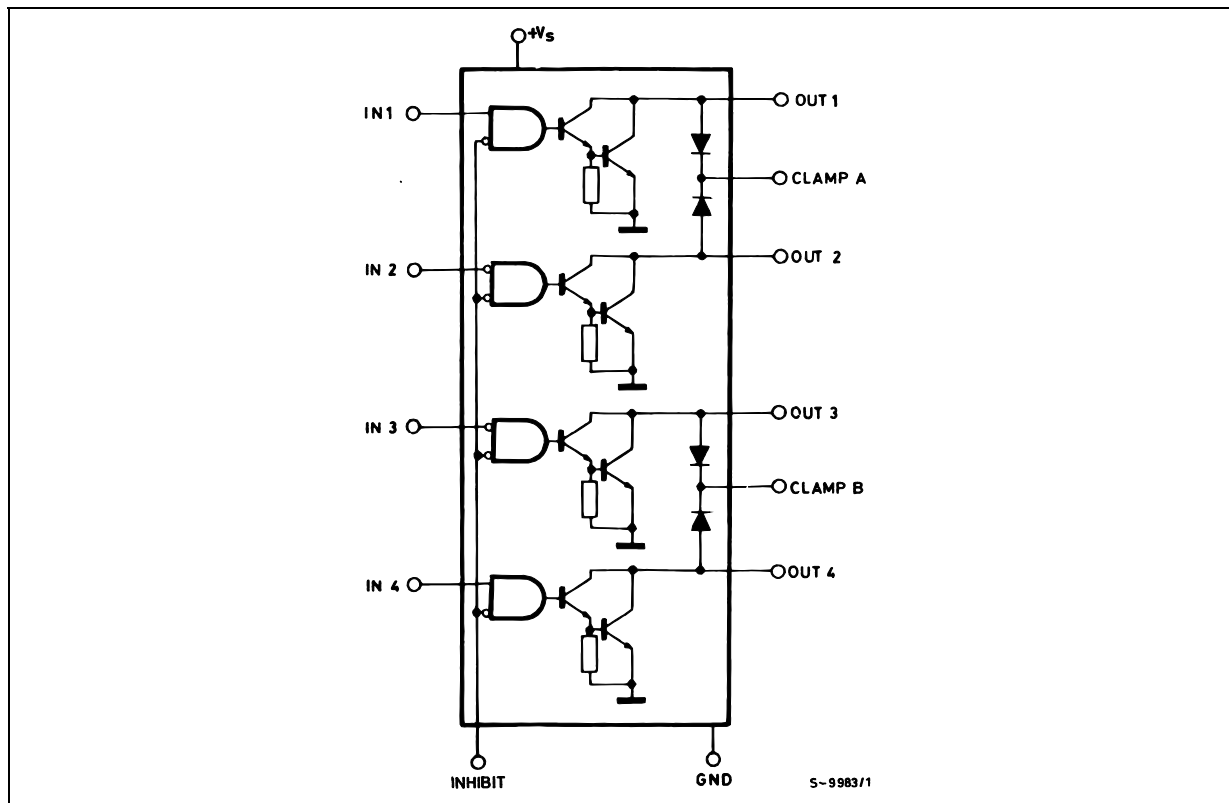 +Vs
IN1
OUT 1
CLAMP A
IN 2
OUT 2
IN 3
OUT 3
CLAMP B
IN 4
OUT 4
INHIBIT
GND
S~9983/1